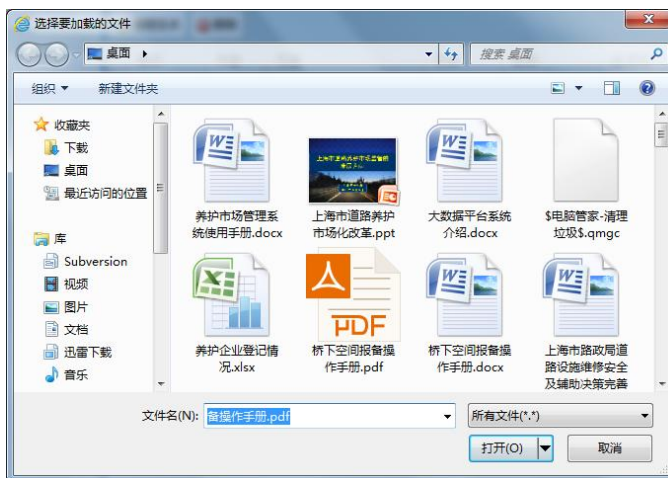 选择要加载的文件
桌面
搜索 桌面
组织
新建文件夹
收藏夹
下载
桌面
最近访问的位置
库
Subversion
视频
图片
文档
迅雷下载
音乐
养护市场管理系
统使用手册.docx
上海市道路养护
市场化改革.ppt
大数据平台系统
介绍.docx
$电脑管家-清理
垃圾$.qmgc
PDF
养护企业登记情
况.xlsx
桥下空间报备操
作手册.pdf
桥下空间报备操
作手册.docx
上海市路政局道
路设施维修安全
及辅助决策完善
文件名(N):
备操作手册.pdf
所有文件(*.*)
打开(O)
取消